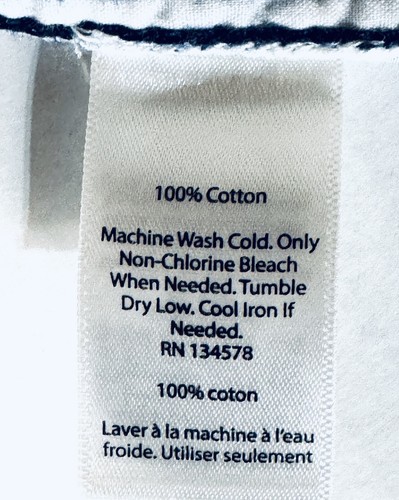 100% Cotton
Machine Wash Cold. Only
Non-Chlorine Bleach
When Needed. Tumble
Dry Low. Cool Iron If
Needed.
RN 134578
100% coton
Laver à la machine à l'eau
froide. Utiliser seulement